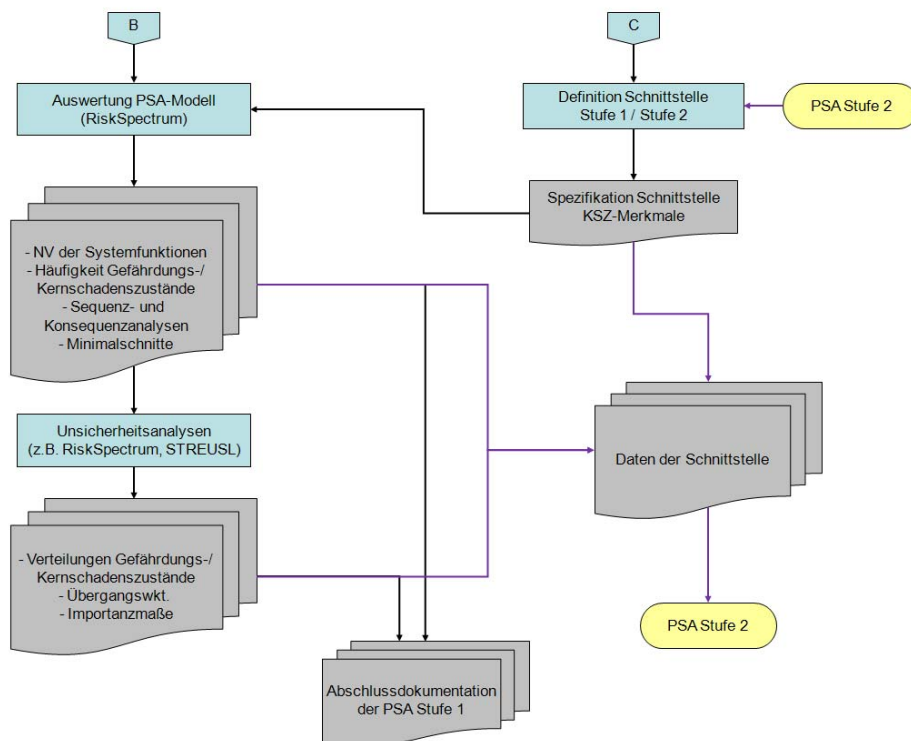 B
C
Auswertung PSA-Modell
(RiskSpectrum)
Definition Schnittstelle
Stufe 1 / Stufe 2
PSA Stufe 2
Spezifikation Schnittstelle
KSZ-Merkmale
- NV der Systemfunktionen
- Häufigkeit Gefährdungs-/
Kernschadenszustände
- Sequenz- und
Konsequenzanalysen
- Minimalschnitte
Unsicherheitsanalysen
(z.B. RiskSpectrum, STREUSL)
Daten der Schnittstelle
- Verteilungen Gefährdungs-/
Kernschadenszustände
- Übergangswkt.
- Importanzmaße
PSA Stufe 2
Abschlussdokumentation
der PSA Stufe 1